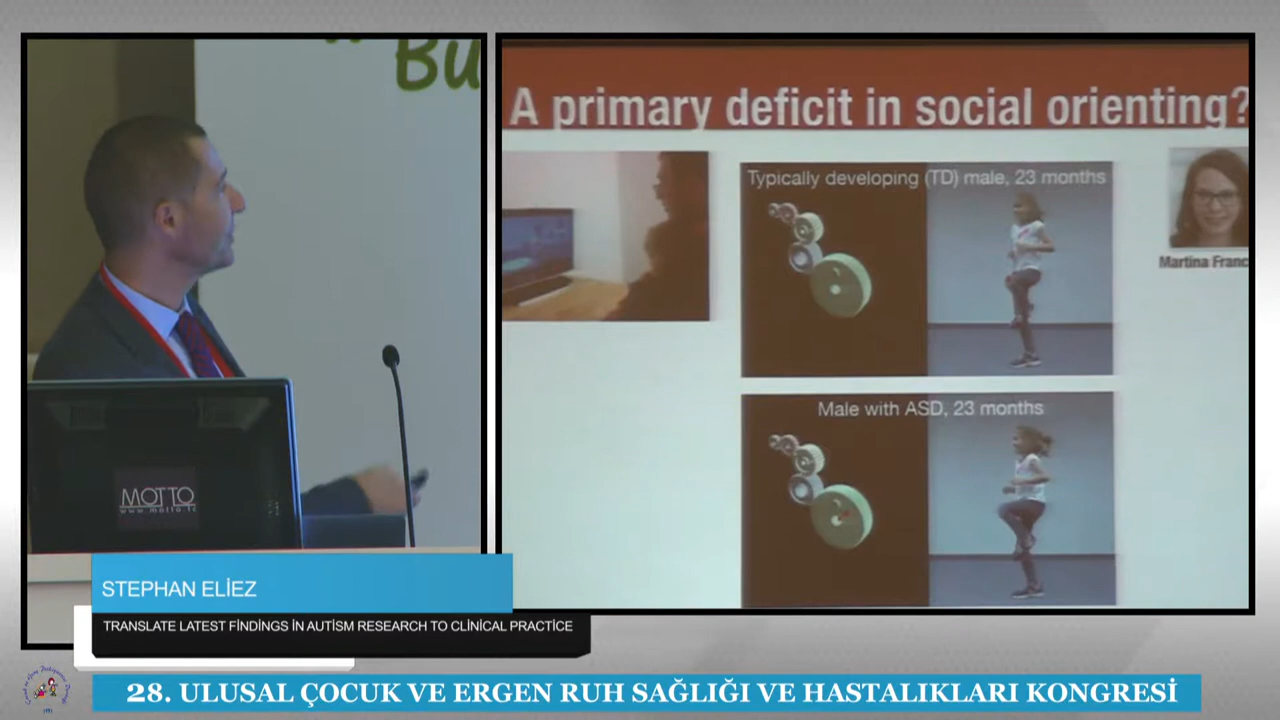 Bu
A primary deficit in social orienting?
Typically developing (TD) male, 23 months
Martina Franc
Male with ASD, 23 months
MOTTO
www.motto.tc
STEPHAN ELİEZ
TRANSLATE LATEST FİNDİNGS İN AUTİSM RESEARCH TO CLİNİCAL PRACTİCE
28. ULUSAL ÇOCUK VE ERGEN RUH SAĞLIĞI VE HASTALIKLARI KONGRESİ